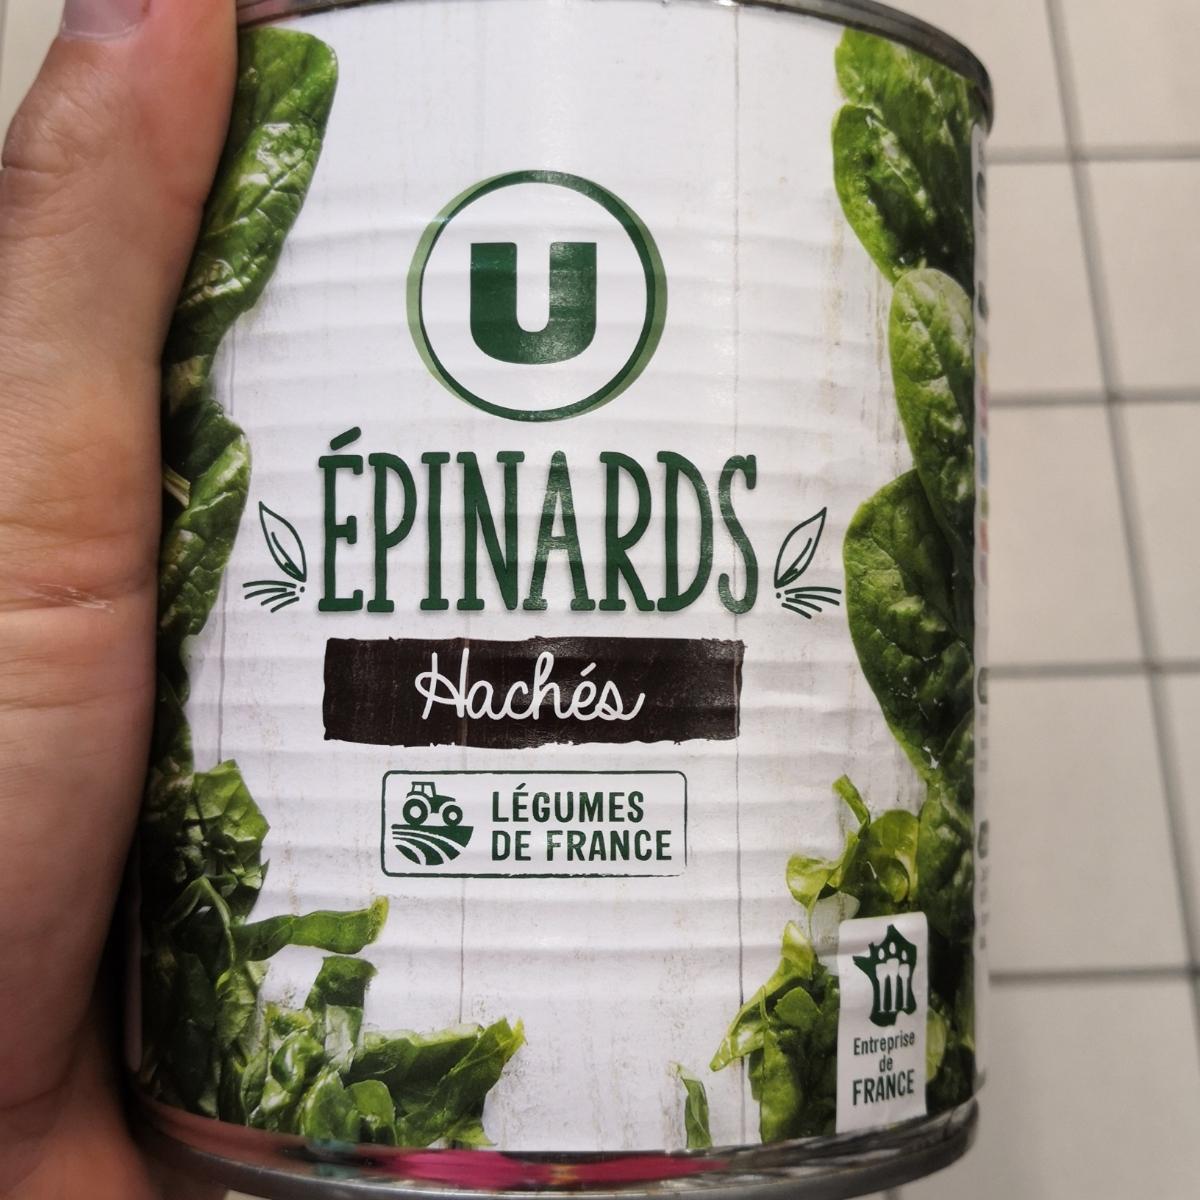 U
ÉPINARDS
Hachés
LÉGUMES
DE FRANCE
Entreprise
de
FRANCE